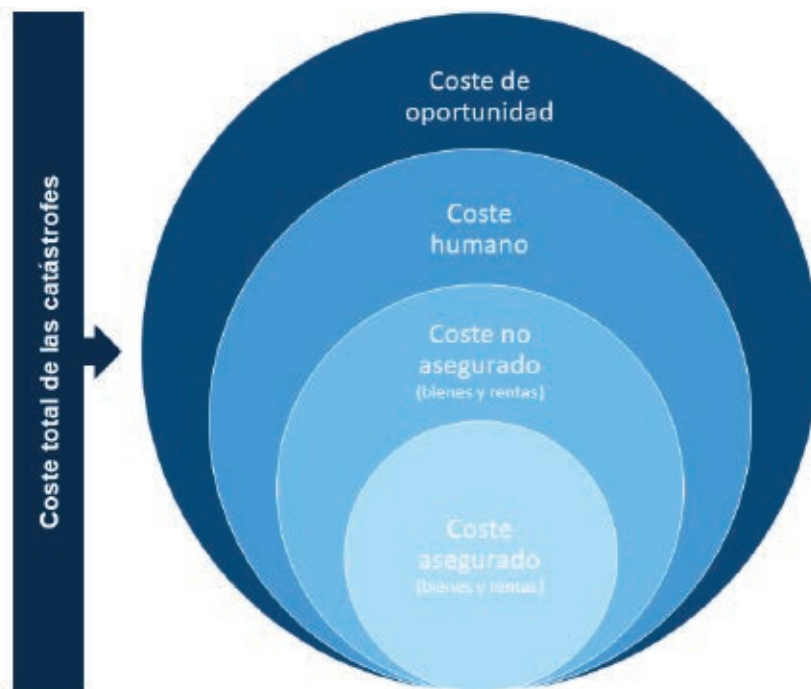 Coste total de las catástrofes
Coste de
oportunidad
Coste
humano
Coste no
asegurado
(bienes y rentas)
Coste
asegurado
(bienes y rentas)